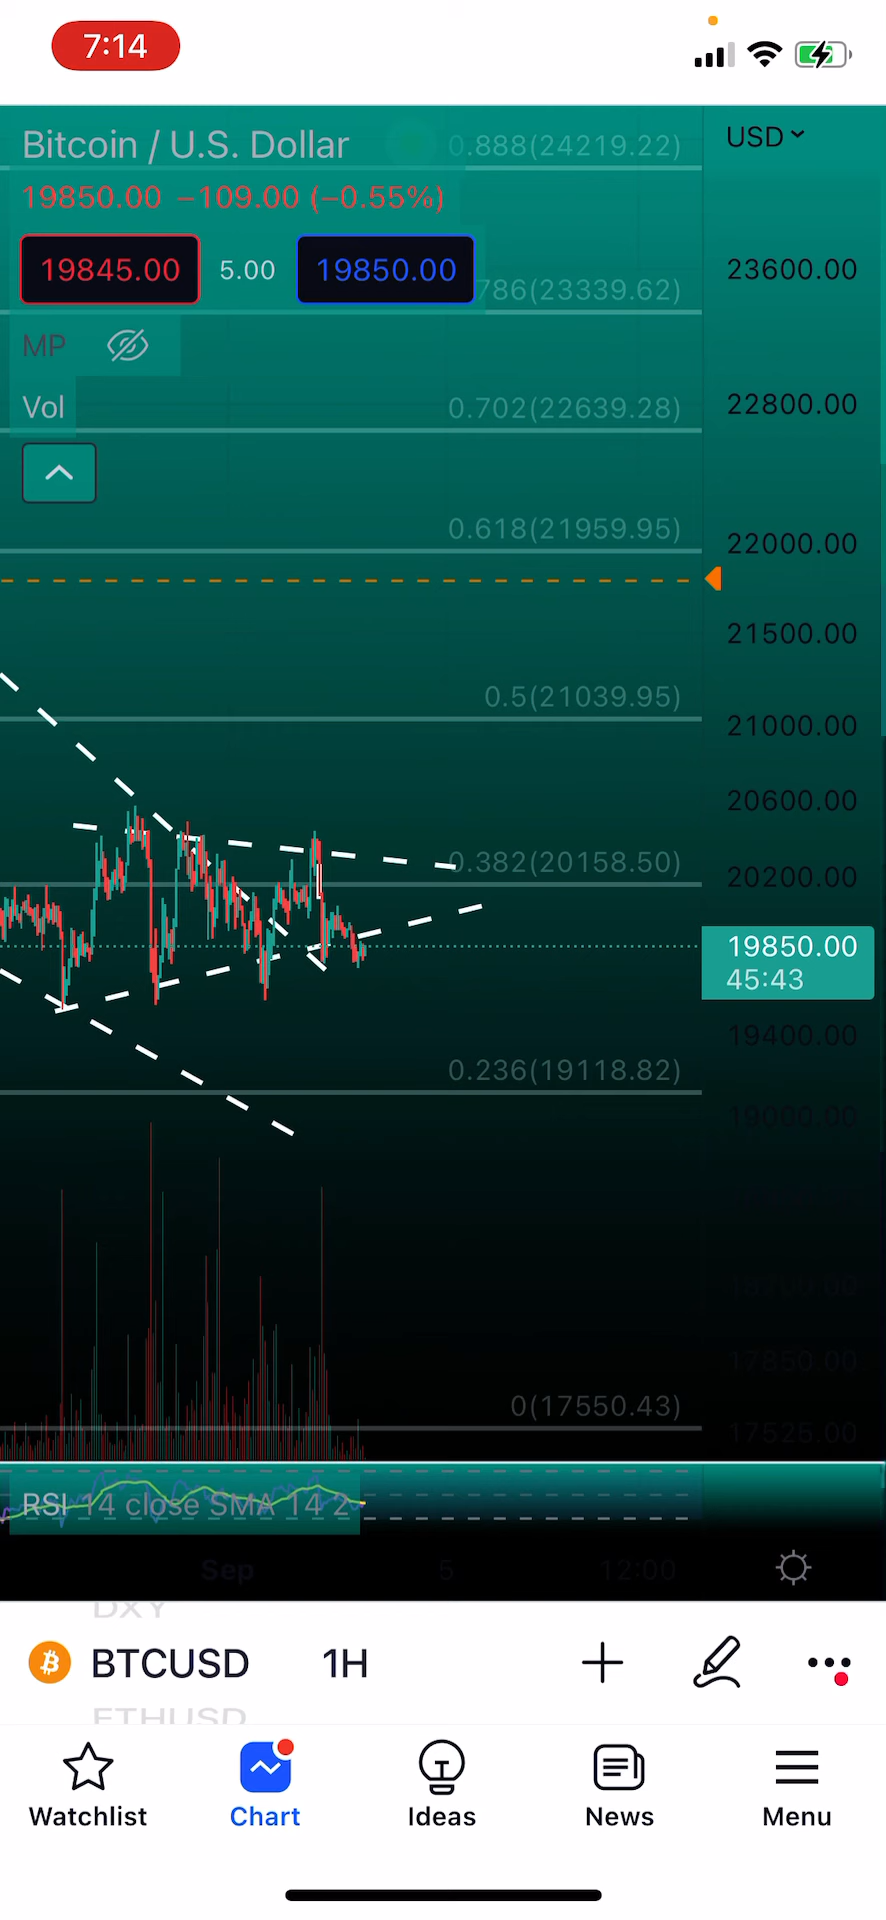 7:14
Bitcoin / U.S. Dollar
0.888(24219.22)
USD
19850.00 −109.00 (−0.55%)
19845.00 5.00 19850.00
786(23339.62)
23600.00
MP
Vol
0.702(22639.28)
22800.00
0.618(21959.95)
22000.00
21500.00
0.5(21039.95)
21000.00
20600.00
0.382(20158.50)
20200.00
19850.00
45:43
19400.00
0.236(19118.82)
19000.00
17850.00
0(17550.43)
17525.00
RSI 14 close SMA 14 2
Sep 5 12:00
DXY
BTCUSD 1H
ETHUSD
Watchlist Chart Ideas News Menu